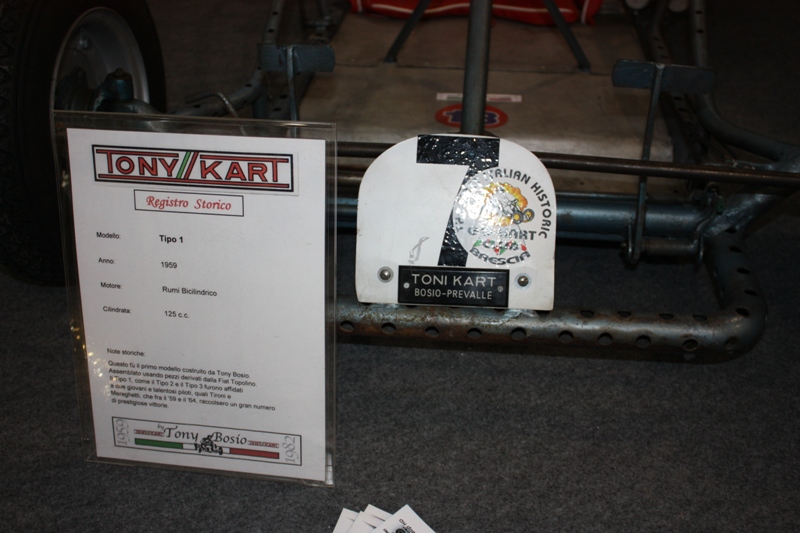 TONY//KART
Registro Storico
Modello: Tipo 1
Anno: 1959
Motore: Rumi Bicilindrico
Cilindrata: 125 c.c.
Note storiche:
Questo fù il primo modello costruito da Tony Bosio.
Assemblato usando pezzi derivati dalla Fiat Topolino.
Il Tipo 1, come il Tipo 2 e il Tipo 3 furono affidati
a due giovani e talentosi piloti, quali Tironi e
Mereghetti, che fra il '59 e il '64, raccolsero un gran numero
di prestigiose vittorie.
1959
by Tony Bosio
1982
7
ITALIAN HISTORIC
BRESCIA
TONI KART
BOSIO-PREVALLE